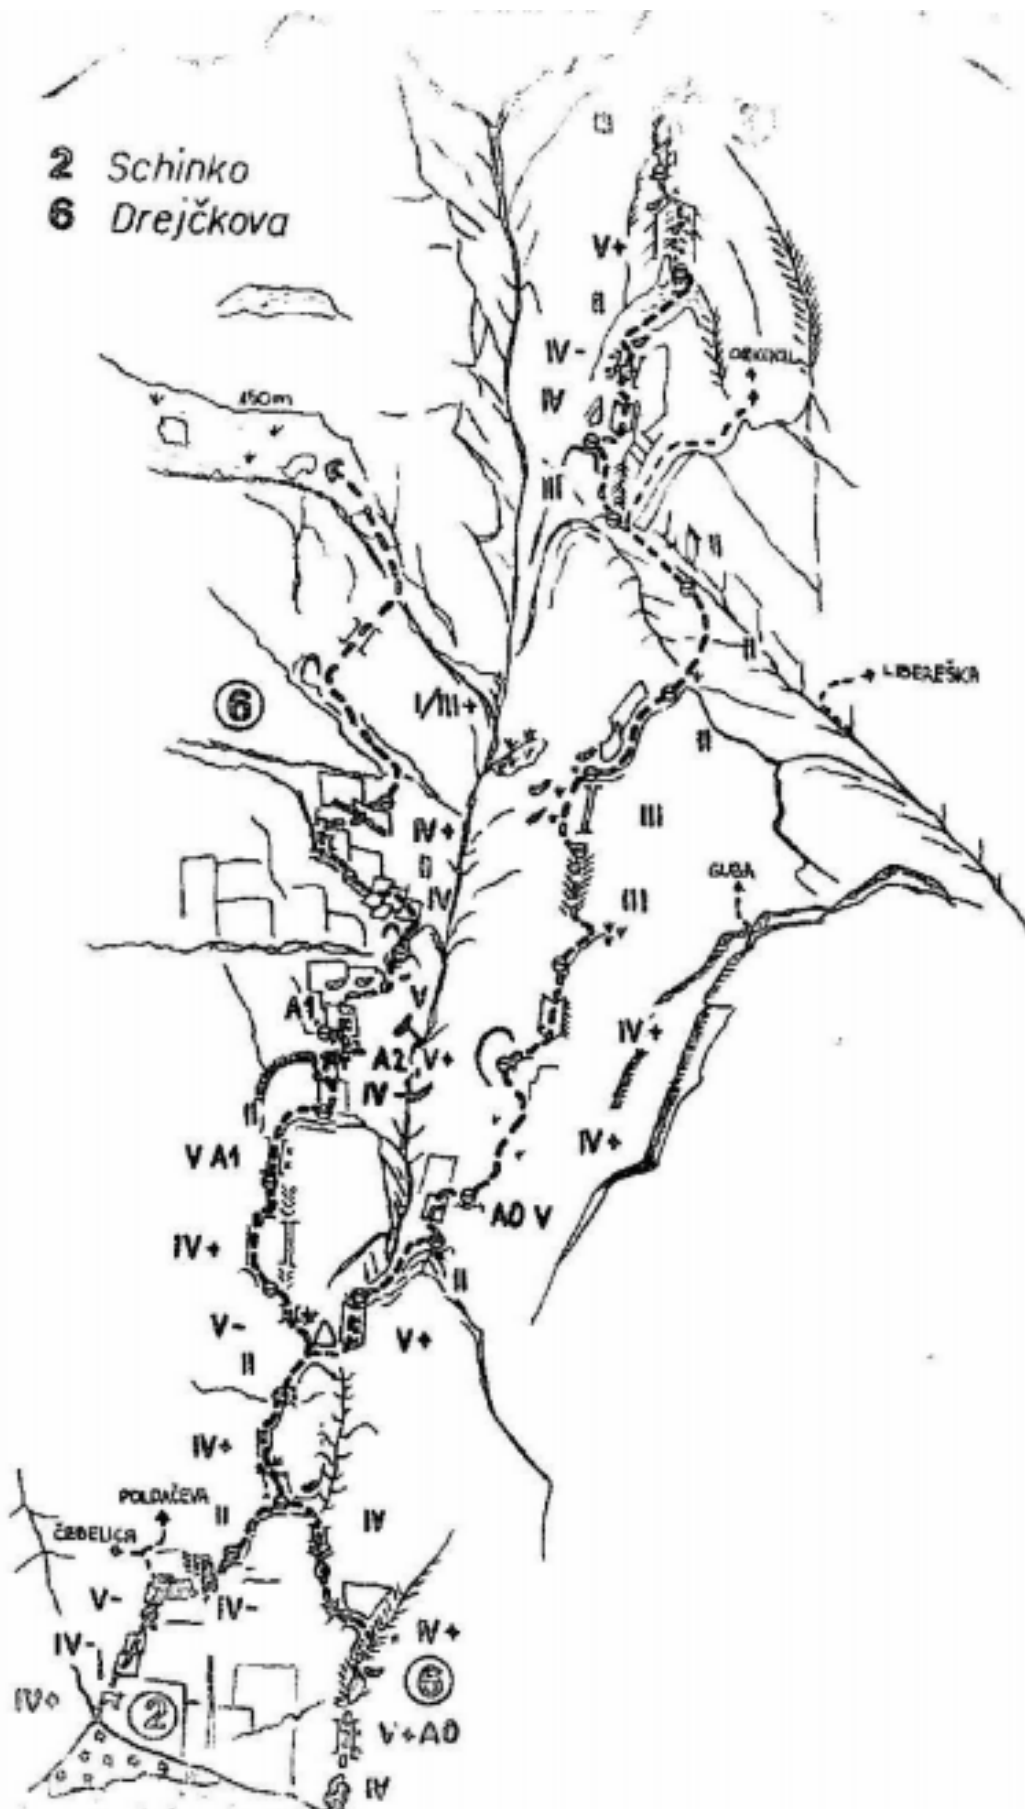 2 Schinko
6 Drejčkova
V+
II
IV-
IV
150m
III
II
II
LIBEREŠKA
6
I/III+
II
IV+
II
III
IV
GUBA
III
A1
V
IV+
A2 V+
IV
II
IV+
V A1
A0 V
IV+
II
V-
V+
II
IV+
POLDAČEVA
II
IV
ČEBELICA
V-
IV-
IV+
IV-
6
IV+
2
V+A0
IV